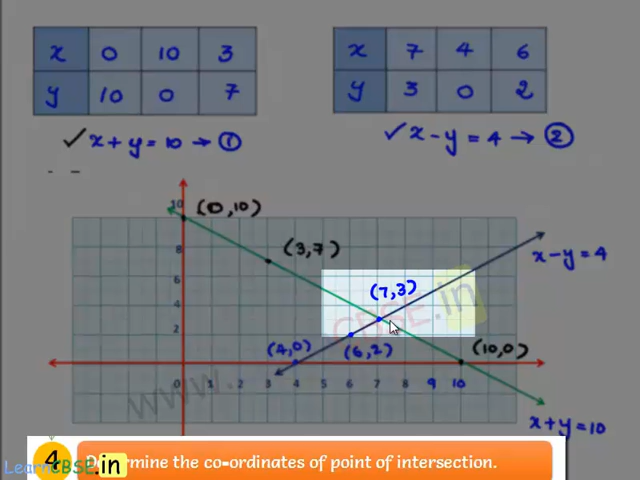 x 0 10 3
y 10 0 7
x 7 4 6
y 3 0 2
✓ x + y = 10 → ①
✓ x – y = 4 → ②
10
(0,10)
8
(3,7)
x – y = 4
6
(7,3)
4
2
(4,0)
(6,2)
(10,0)
0 1 2 3 4 5 6 7 8 9 10
x + y = 10
www.
CBSE.in
4
LearnCBSE.in
Determine the co-ordinates of point of intersection.